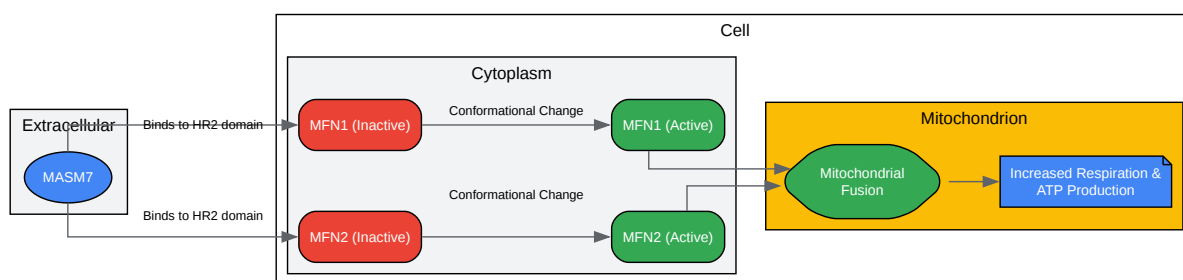 Cell
Cytoplasm
Extracellular
MASM7
Binds to HR2 domain
Binds to HR2 domain
MFN1 (Inactive)
Conformational Change
MFN1 (Active)
MFN2 (Inactive)
Conformational Change
MFN2 (Active)
Mitochondrion
Mitochondrial
Fusion
Increased Respiration &
ATP Production